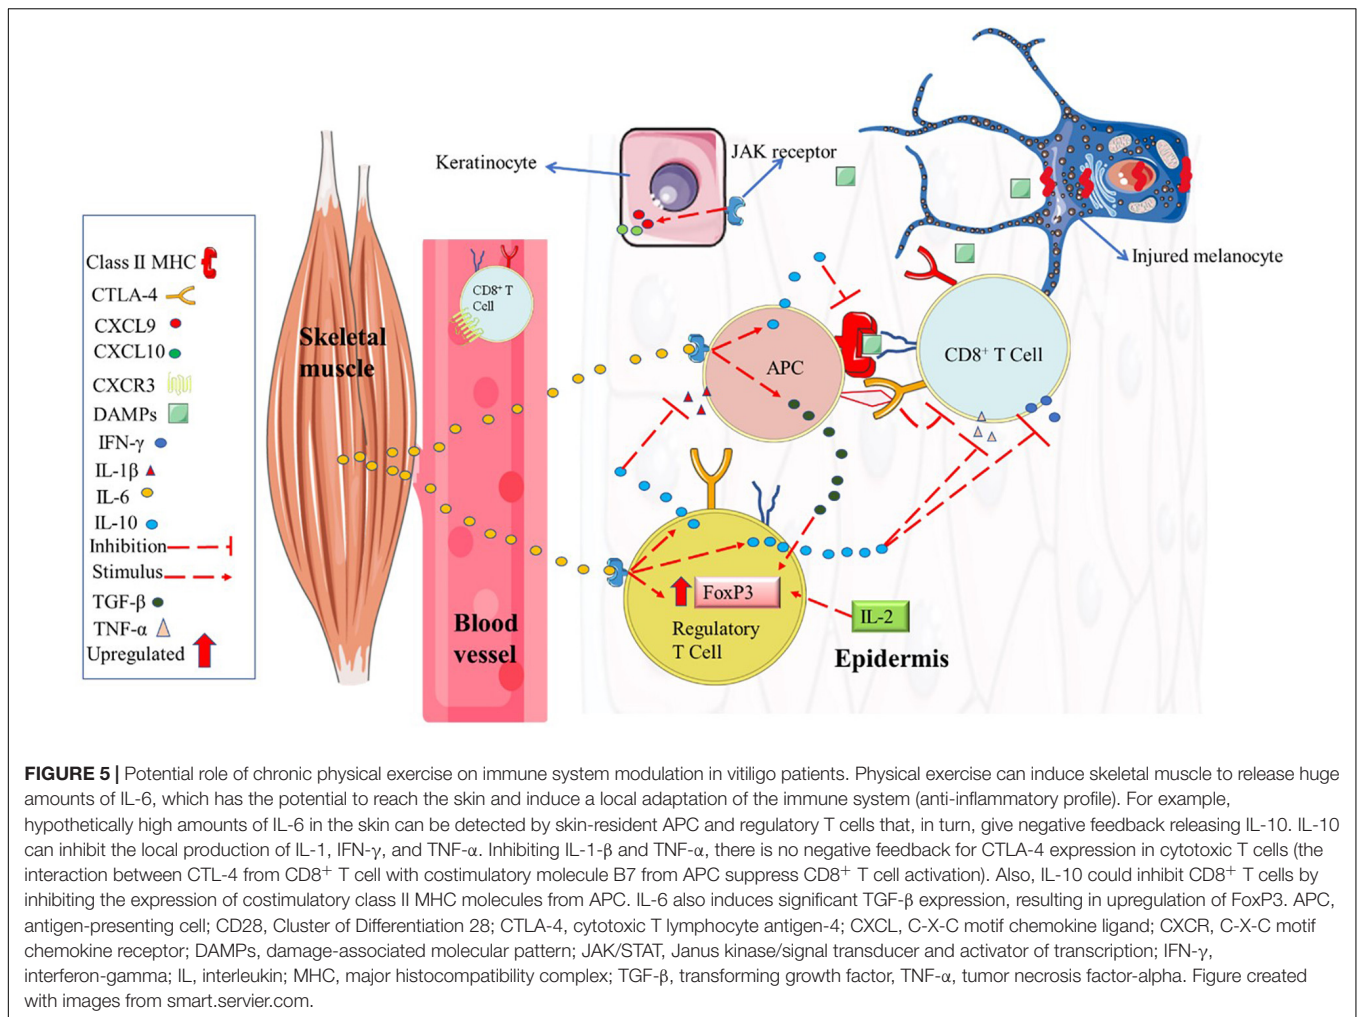 Keratinocyte
JAK receptor
Injured melanocyte
Class II MHC
CTLA-4
CXCL9
CXCL10
CXCR3
DAMPs
IFN-γ
IL-1β
IL-6
IL-10
Inhibition
Stimulus
TGF-β
TNF-α
Upregulated
Skeletal
muscle
CD8⁺ T
Cell
Blood
vessel
APC
CD8⁺ T Cell
FoxP3
Regulatory
T Cell
IL-2
Epidermis
FIGURE 5 | Potential role of chronic physical exercise on immune system modulation in vitiligo patients. Physical exercise can induce skeletal muscle to release huge
amounts of IL-6, which has the potential to reach the skin and induce a local adaptation of the immune system (anti-inflammatory profile). For example,
hypothetically high amounts of IL-6 in the skin can be detected by skin-resident APC and regulatory T cells that, in turn, give negative feedback releasing IL-10. IL-10
can inhibit the local production of IL-1, IFN-γ, and TNF-α. Inhibiting IL-1-β and TNF-α, there is no negative feedback for CTLA-4 expression in cytotoxic T cells (the
interaction between CTL-4 from CD8⁺ T cell with costimulatory molecule B7 from APC suppress CD8⁺ T cell activation). Also, IL-10 could inhibit CD8⁺ T cells by
inhibiting the expression of costimulatory class II MHC molecules from APC. IL-6 also induces significant TGF-β expression, resulting in upregulation of FoxP3. APC,
antigen-presenting cell; CD28, Cluster of Differentiation 28; CTLA-4, cytotoxic T lymphocyte antigen-4; CXCL, C-X-C motif chemokine ligand; CXCR, C-X-C motif
chemokine receptor; DAMPs, damage-associated molecular pattern; JAK/STAT, Janus kinase/signal transducer and activator of transcription; IFN-γ,
interferon-gamma; IL, interleukin; MHC, major histocompatibility complex; TGF-β, transforming growth factor, TNF-α, tumor necrosis factor-alpha. Figure created
with images from smart.servier.com.